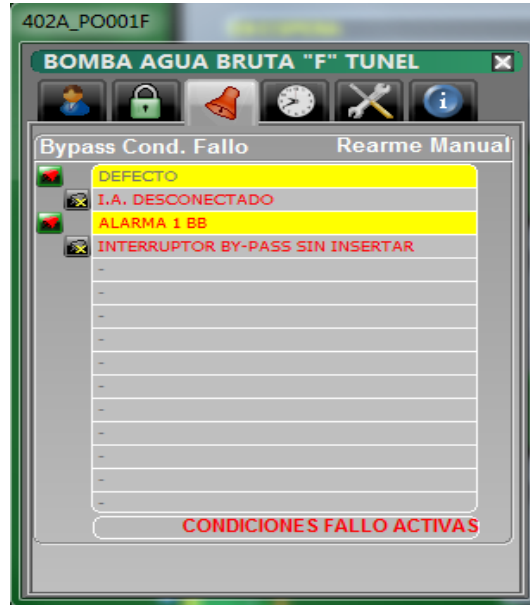 402A_PO001F
BOMBA AGUA BRUTA "F" TUNEL
Bypass Cond. Fallo Rearme Manual
DEFECTO
I.A. DESCONECTADO
ALARMA 1 BB
INTERRUPTOR BY-PASS SIN INSERTAR
-
-
-
-
-
-
-
-
-
-
-
CONDICIONES FALLO ACTIVAS